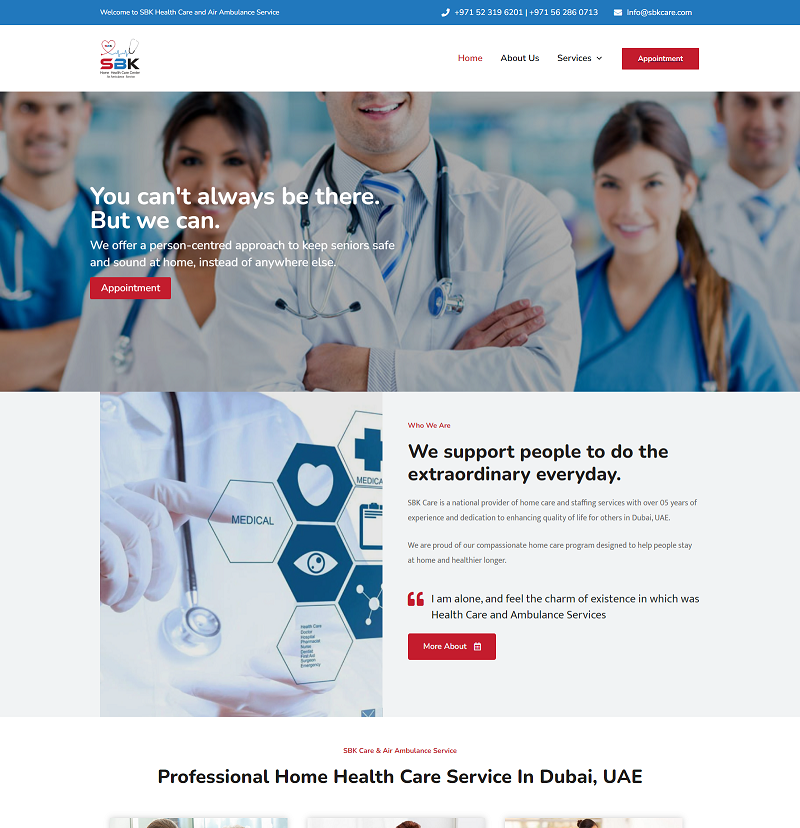 Welcome to SBK Health Care and Air Ambulance Service
+971 52 319 6201 | +971 56 286 0713
Info@sbkcare.com
SBK
Home Health Care Center
Home
About Us
Services
Appointment
You can't always be there.
But we can.
We offer a person-centred approach to keep seniors safe
and sound at home, instead of anywhere else.
Appointment
MEDICAL
MEDICA
Health Care
Doctor
Hospital
Pharmacist
Nurse
Dentist
First Aid
Surgeon
Emergency
Who We Are
We support people to do the
extraordinary everyday.
SBK Care is a national provider of home care and staffing services with over 05 years of
experience and dedication to enhancing quality of life for others in Dubai, UAE.
We are proud of our compassionate home care program designed to help people stay
at home and healthier longer.
I am alone, and feel the charm of existence in which was
Health Care and Ambulance Services
More About
SBK Care & Air Ambulance Service
Professional Home Health Care Service In Dubai, UAE